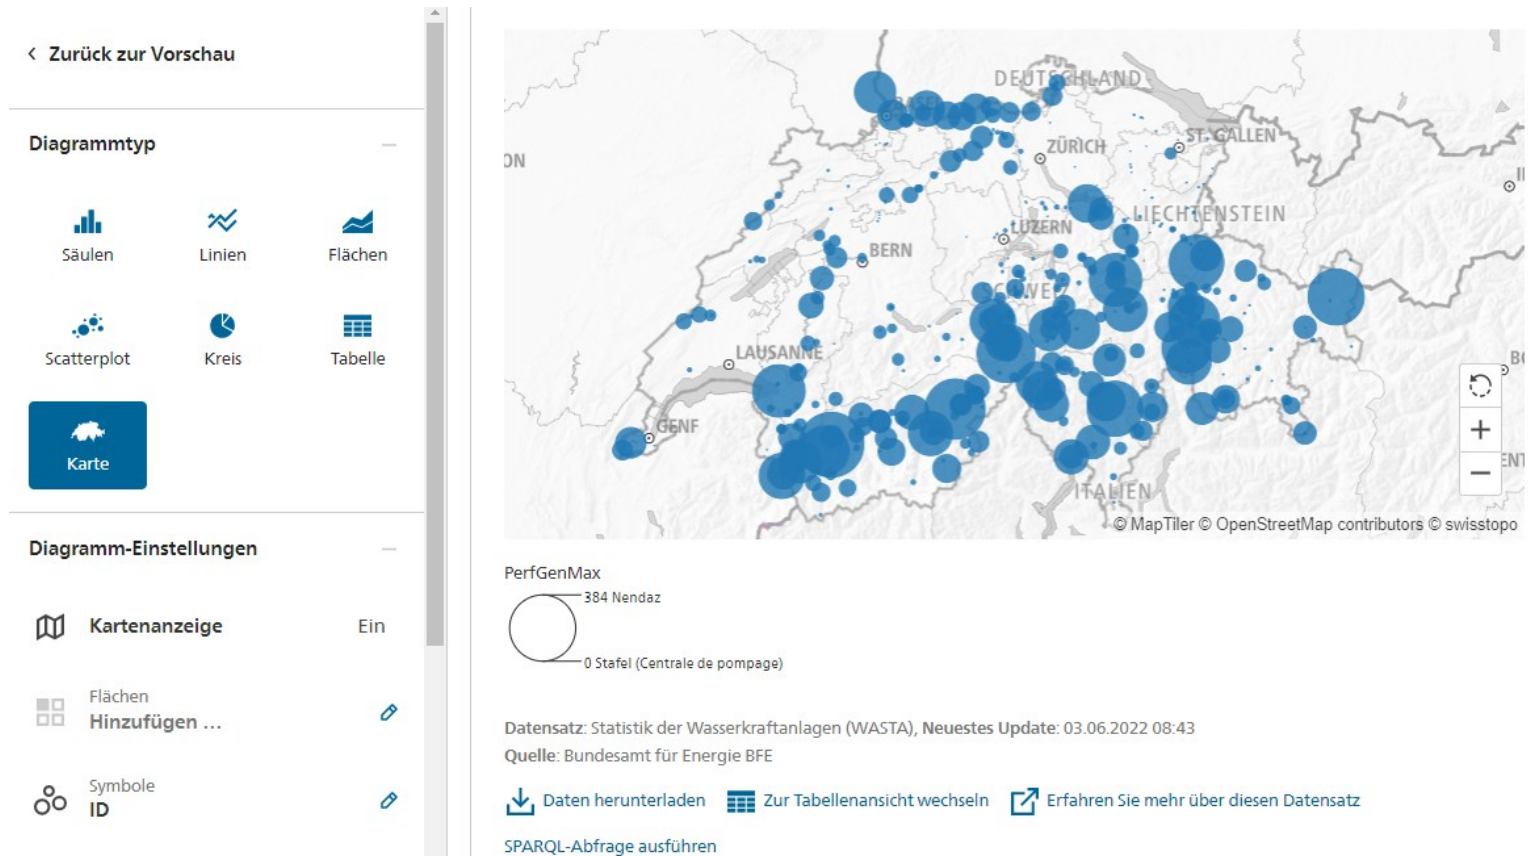 Zurück zur Vorschau
Diagrammtyp
Säulen
Linien
Flächen
Scatterplot
Kreis
Tabelle
Karte
Diagramm-Einstellungen
Kartenanzeige
Ein
Flächen
Hinzufügen ...
Symbole
ID
DEUTSCHLAND
BASEL
ON
ZÜRICH
ST. GALLEN
LIECHTENSTEIN
LUZERN
BERN
SCHWEIZ
LAUSANNE
GENF
ITALIEN
© MapTiler © OpenStreetMap contributors © swisstopo
PerfGenMax
384 Nendaz
0 Stafel (Centrale de pompage)
Datensatz: Statistik der Wasserkraftanlagen (WASTA), Neuestes Update: 03.06.2022 08:43
Quelle: Bundesamt für Energie BFE
Daten herunterladen
Zur Tabellenansicht wechseln
Erfahren Sie mehr über diesen Datensatz
SPARQL-Abfrage ausführen